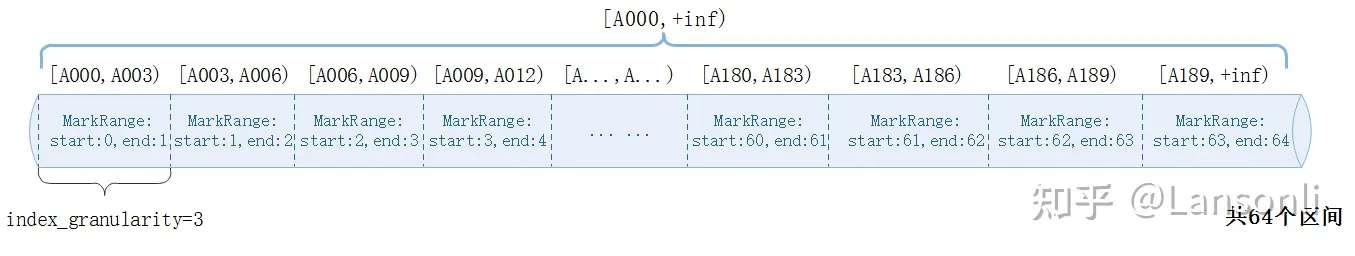 [A000, +inf)
[A000, A003) [A003, A006) [A006, A009) [A009, A012) [A..., A...) [A180, A183) [A183, A186) [A186, A189) [A189, +inf)
MarkRange: MarkRange: MarkRange: MarkRange: ... ... MarkRange: MarkRange: MarkRange: MarkRange:
start:0, end:1 start:1, end:2 start:2, end:3 start:3, end:4 start:60, end:61 start:61, end:62 start:62, end:63 start:63, end:64
index_granularity=3
知乎 @Lansonli
共64个区间